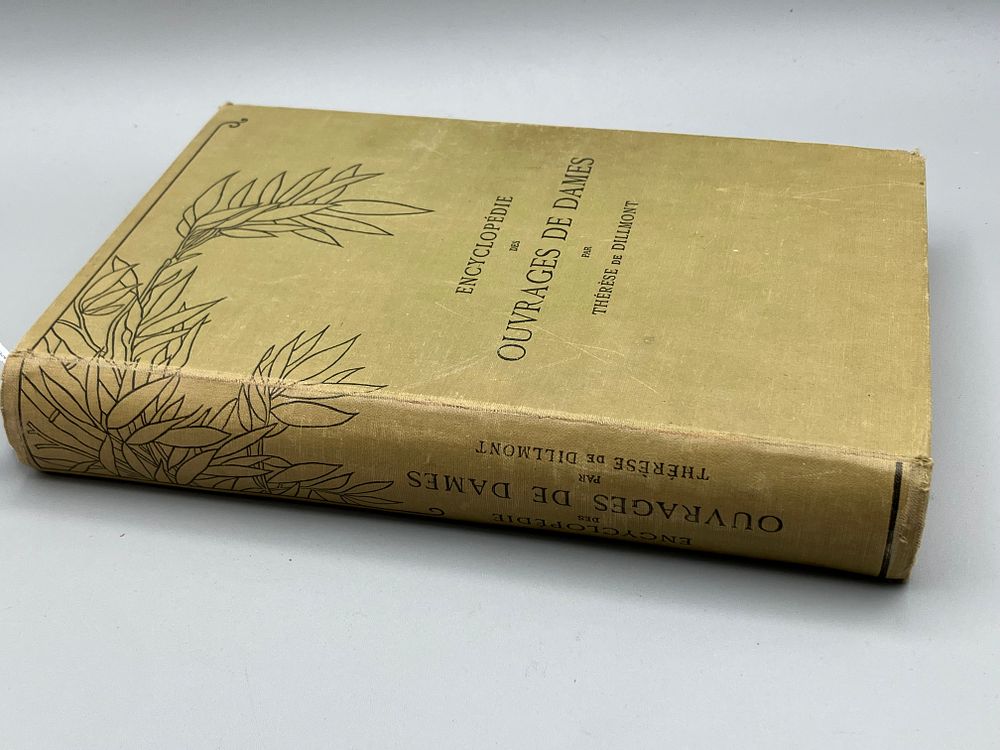 ENCYCLOPÉDIE
DES
OUVRAGES DE DAMES
PAR
THÉRÈSE DE DILLMONT
ENCYCLOPÉDIE
DES
OUVRAGES DE DAMES
PAR
THÉRÈSE DE DILLMONT